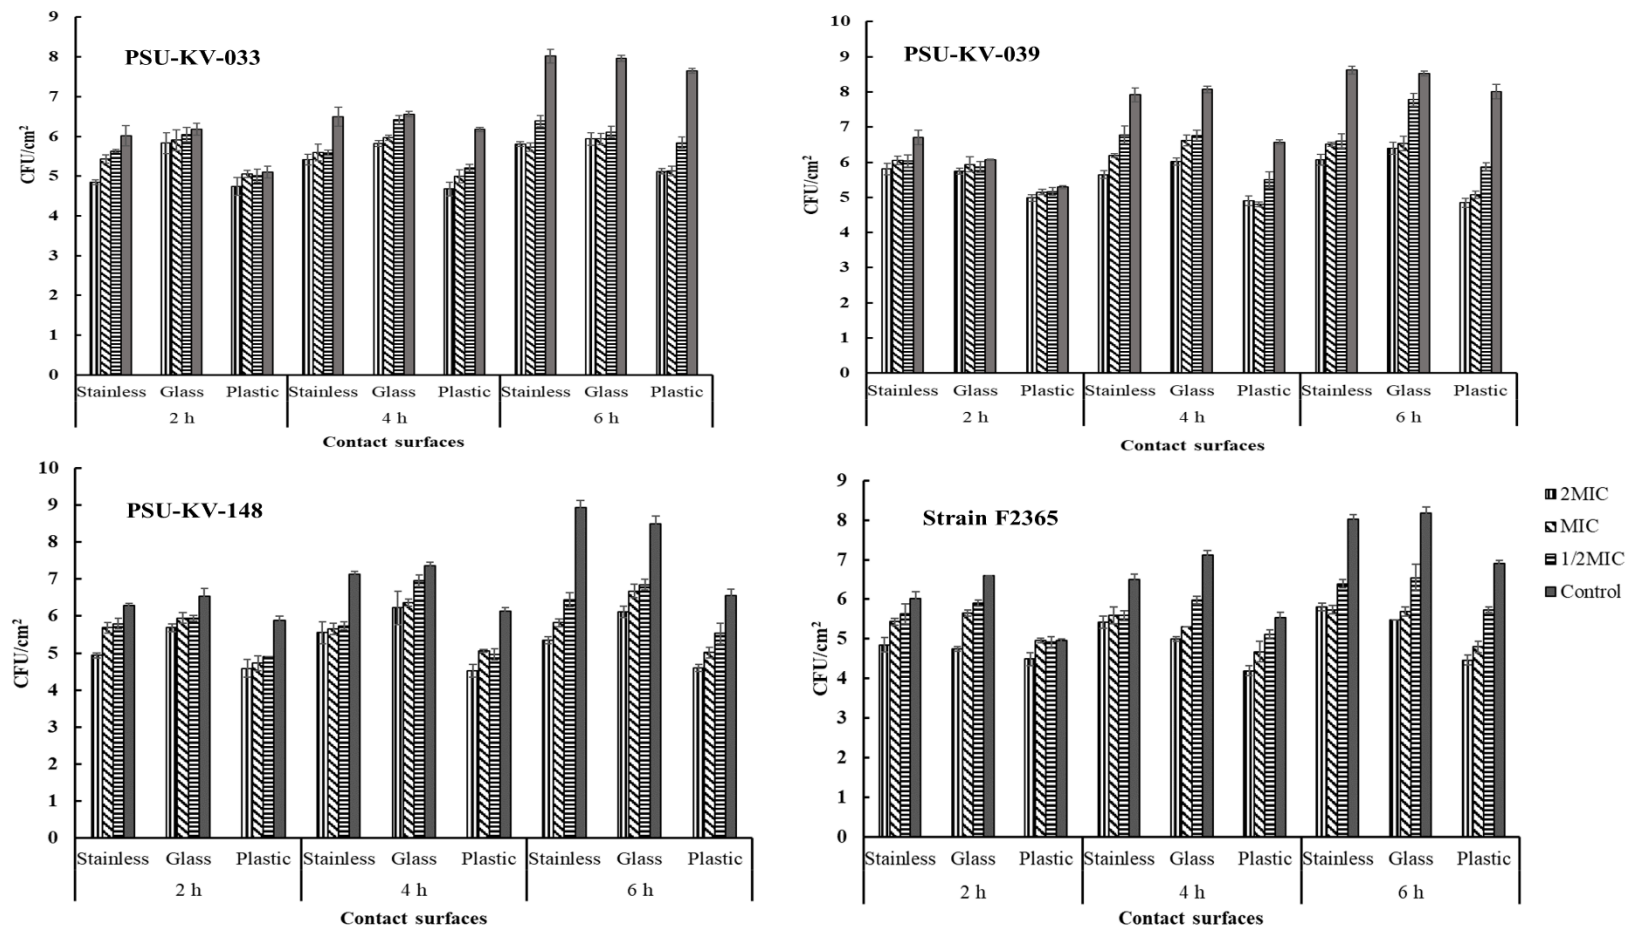 PSU-KV-033
9
8
7
6
5
4
3
2
1
0
CFU/cm²
Stainless Glass Plastic Stainless Glass Plastic Stainless Glass Plastic
2 h 4 h 6 h
Contact surfaces
PSU-KV-039
10
9
8
7
6
5
4
3
2
1
0
CFU/cm²
Stainless Glass Plastic Stainless Glass Plastic Stainless Glass Plastic
2 h 4 h 6 h
Contact surfaces
PSU-KV-148
10
9
8
7
6
5
4
3
2
1
0
CFU/cm²
Stainless Glass Plastic Stainless Glass Plastic Stainless Glass Plastic
2 h 4 h 6 h
Contact surfaces
Strain F2365
9
8
7
6
5
4
3
2
1
0
CFU/cm²
Stainless Glass Plastic Stainless Glass Plastic Stainless Glass Plastic
2 h 4 h 6 h
Contact surfaces
2MIC
MIC
1/2MIC
Control